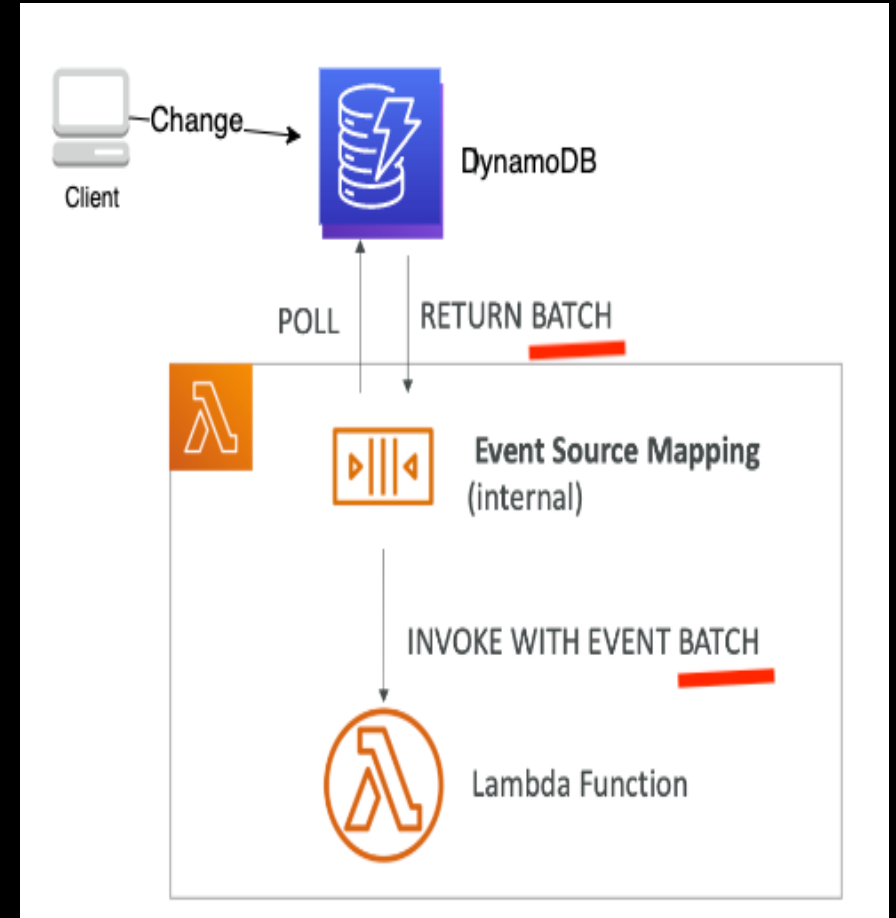 Change
Client
DynamoDB
POLL
RETURN BATCH
Event Source Mapping
(internal)
INVOKE WITH EVENT BATCH
Lambda Function